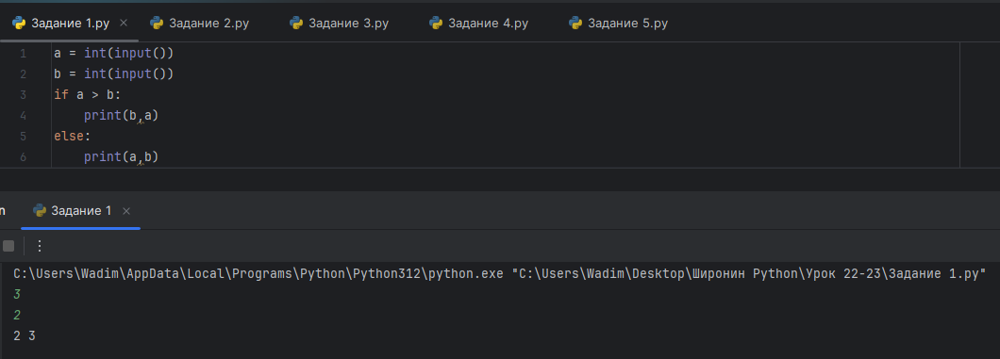 Задание 1.py × Задание 2.py Задание 3.py Задание 4.py Задание 5.py
1 a = int(input())
2 b = int(input())
3 if a > b:
4     print(b,a)
5 else:
6     print(a,b)
n Задание 1 ×
C:\Users\Wadim\AppData\Local\Programs\Python\Python312\python.exe "C:\Users\Wadim\Desktop\Широнин Python\Урок 22-23\Задание 1.py"
3
2
2 3